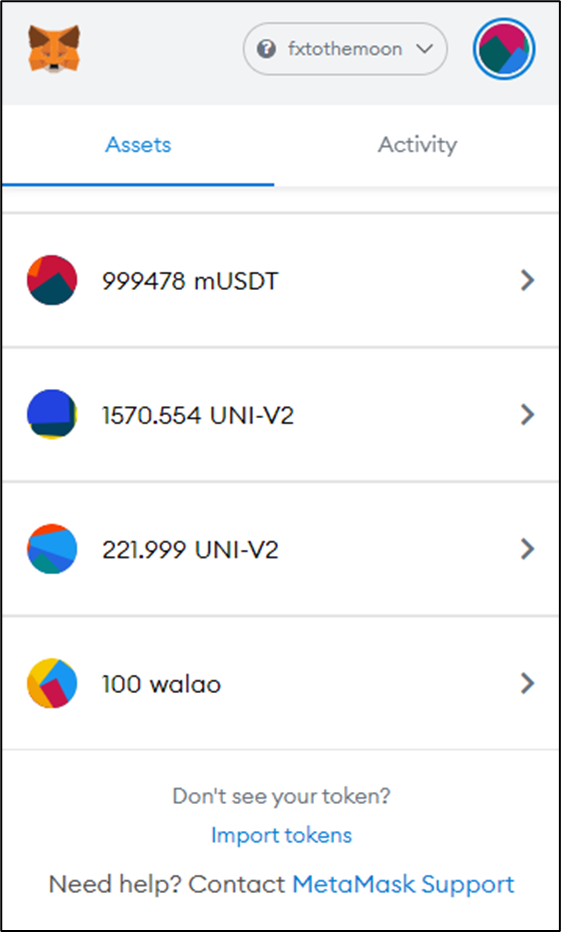 fxtothemoon
Assets
Activity
999478 mUSDT
1570.554 UNI-V2
221.999 UNI-V2
100 walao
Don't see your token?
Import tokens
Need help? Contact MetaMask Support